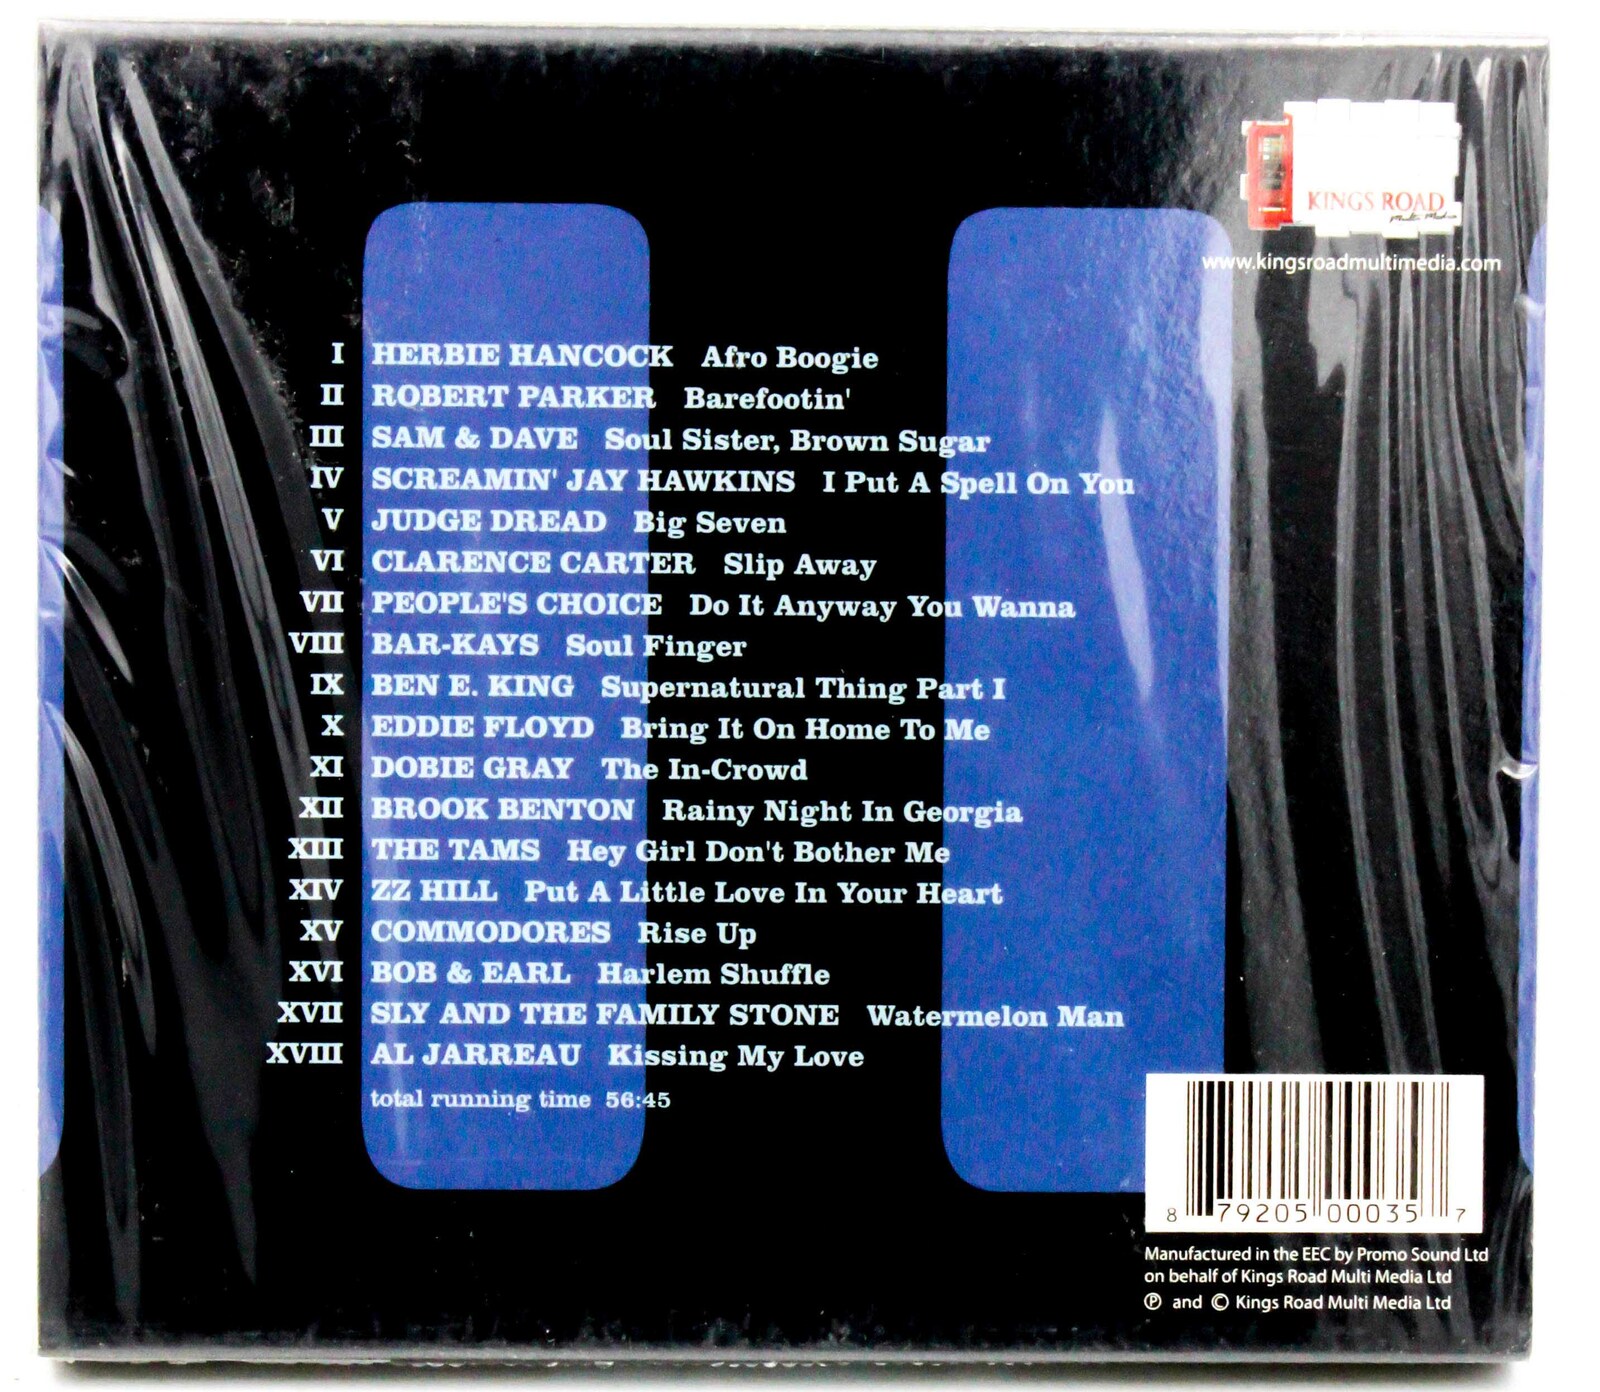 KINGS ROAD
Multi Media
www.kingsroadmultimedia.com
I HERBIE HANCOCK Afro Boogie
II ROBERT PARKER Barefootin'
III SAM & DAVE Soul Sister, Brown Sugar
IV SCREAMIN' JAY HAWKINS I Put A Spell On You
V JUDGE DREAD Big Seven
VI CLARENCE CARTER Slip Away
VII PEOPLE'S CHOICE Do It Anyway You Wanna
VIII BAR-KAYS Soul Finger
IX BEN E. KING Supernatural Thing Part I
X EDDIE FLOYD Bring It On Home To Me
XI DOBIE GRAY The In-Crowd
XII BROOK BENTON Rainy Night In Georgia
XIII THE TAMS Hey Girl Don't Bother Me
XIV ZZ HILL Put A Little Love In Your Heart
XV COMMODORES Rise Up
XVI BOB & EARL Harlem Shuffle
XVII SLY AND THE FAMILY STONE Watermelon Man
XVIII AL JARREAU Kissing My Love
total running time 56:45
8 79205 00035 7
Manufactured in the EEC by Promo Sound Ltd
on behalf of Kings Road Multi Media Ltd
℗ and © Kings Road Multi Media Ltd